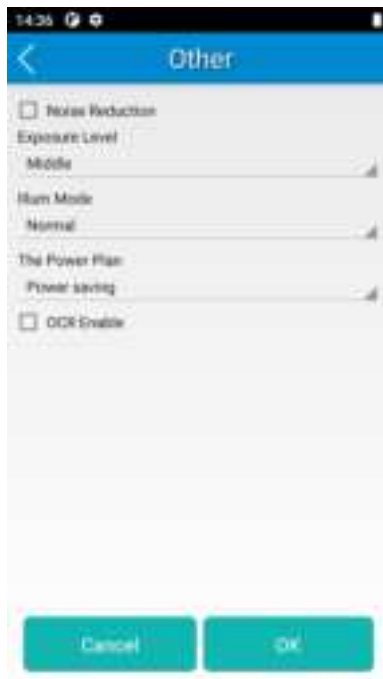 14:36
Other
Noise Reduction
Exposure Level
Middle
Illum Mode
Normal
The Power Plan
Power saving
OCR Enable
Cancel
OK